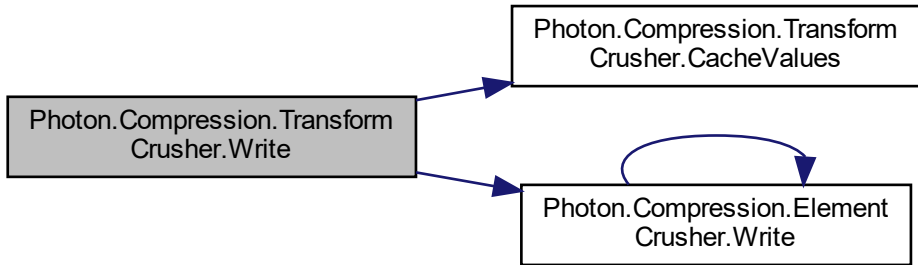 Photon.Compression.Transform
Crusher.CacheValues
Photon.Compression.Transform
Crusher.Write
Photon.Compression.Element
Crusher.Write